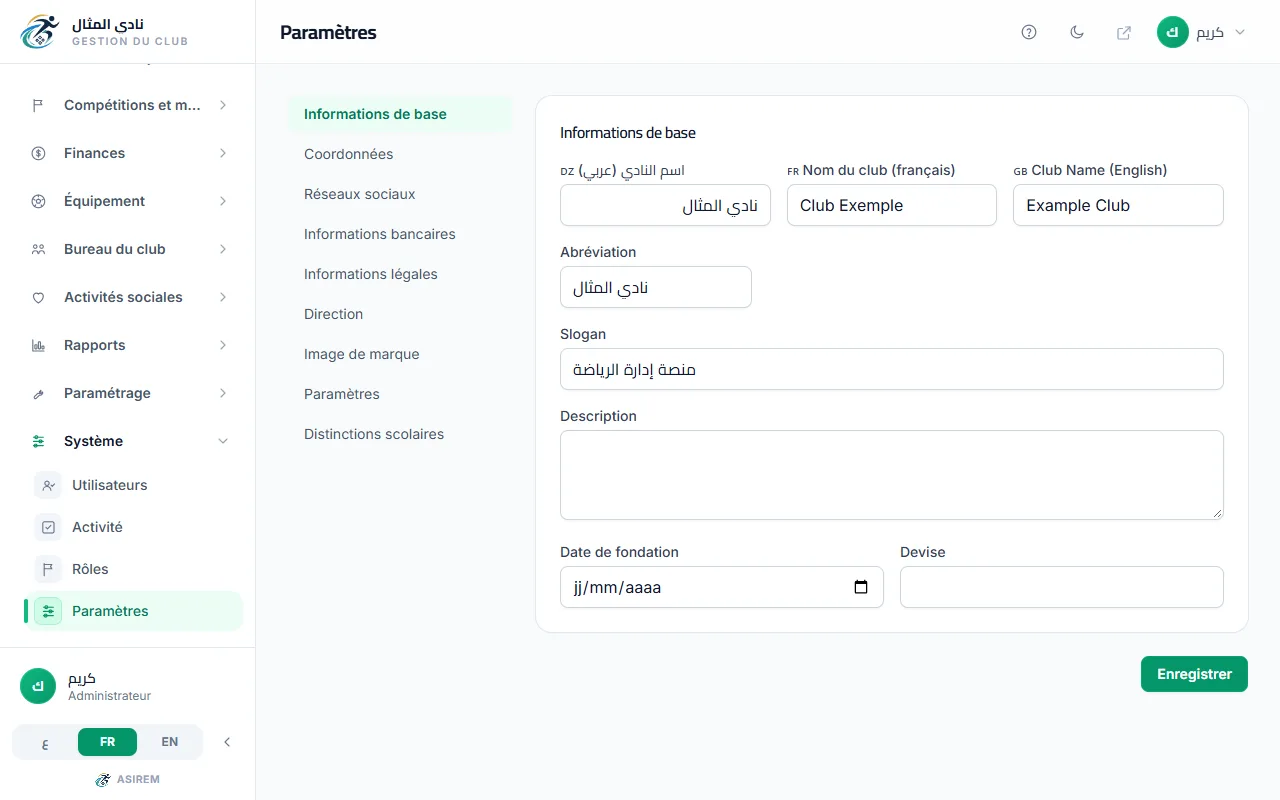 نادي المثال
GESTION DU CLUB
Compétitions et m...
Finances
Équipement
Bureau du club
Activités sociales
Rapports
Paramétrage
Système
Utilisateurs
Activité
Rôles
Paramètres
ك
كريم
Administrateur
ع
FR
EN
ASIREM
Paramètres
ك
كريم
Informations de base
Coordonnées
Réseaux sociaux
Informations bancaires
Informations légales
Direction
Image de marque
Paramètres
Distinctions scolaires
Informations de base
DZ اسم النادي (عربي)
نادي المثال
FR Nom du club (français)
Club Exemple
GB Club Name (English)
Example Club
Abréviation
نادي المثال
Slogan
منصة إدارة الرياضة
Description
Date de fondation
jj/mm/aaaa
Devise
Enregistrer